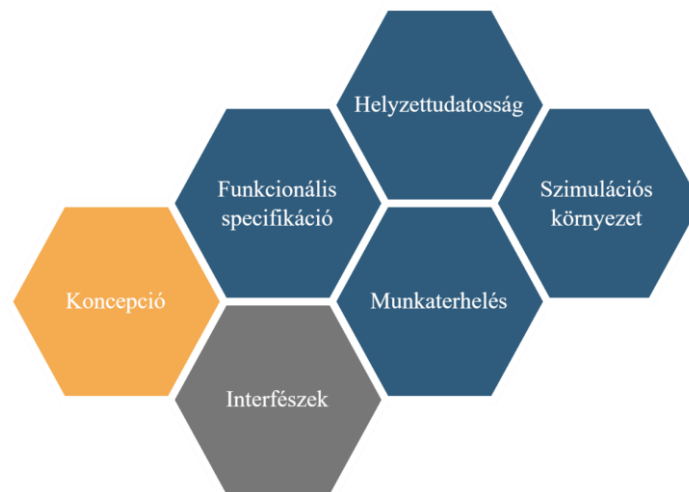 Helyzettudatosság
Funkcionális
specifikáció
Szimulációs
környezet
Koncepció
Munkaterhelés
Interfészek